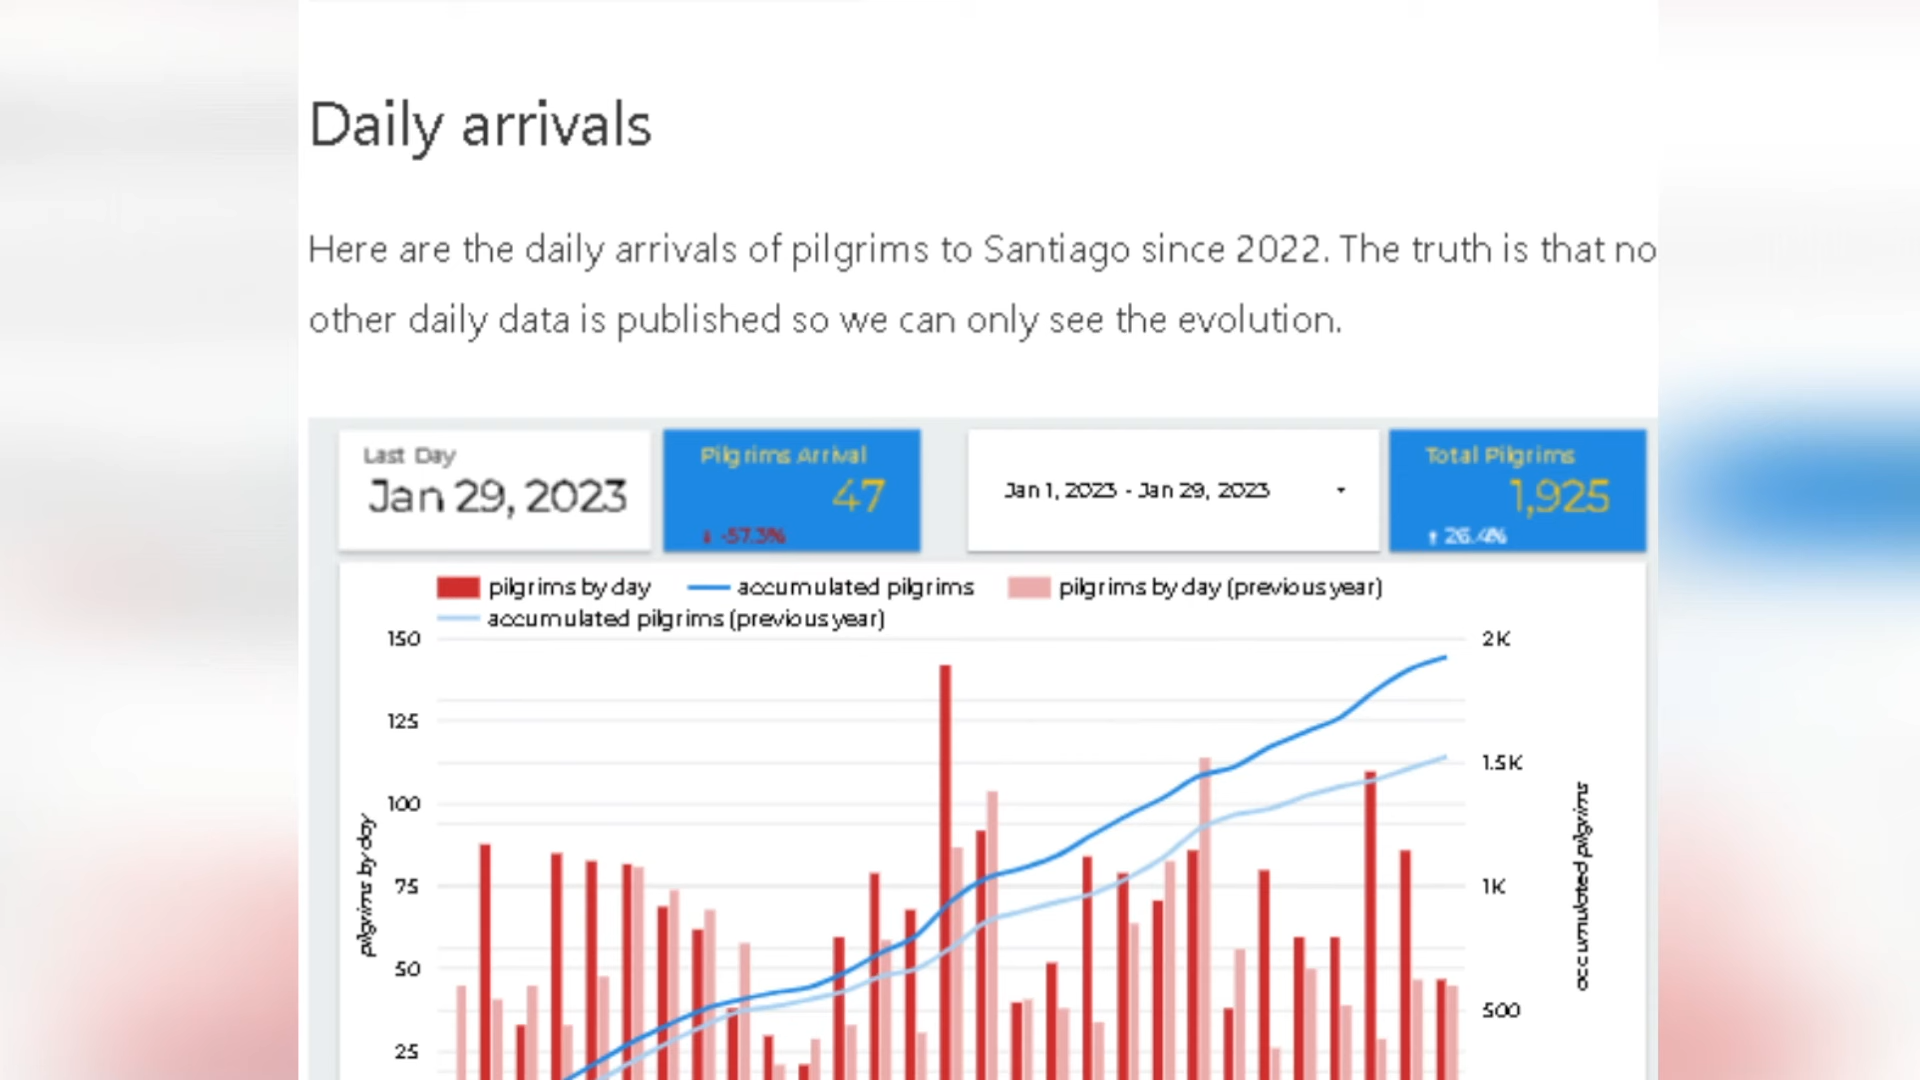 Daily arrivals
Here are the daily arrivals of pilgrims to Santiago since 2022. The truth is that no
other daily data is published so we can only see the evolution.
Last Day
Jan 29, 2023
Pilgrims Arrival
47
-57.3%
Jan 1, 2023 - Jan 29, 2023
Total Pilgrims
1,925
26.4%
pilgrims by day
accumulated pilgrims
pilgrims by day (previous year)
accumulated pilgrims (previous year)
150
125
100
75
50
25
pilgrims by day
2K
1.5K
1K
500
accumulated pilgrims